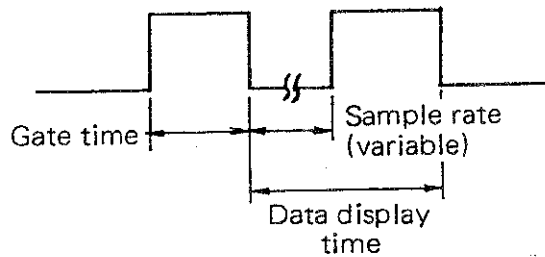 Gate time
Sample rate
(variable)
Data display
time